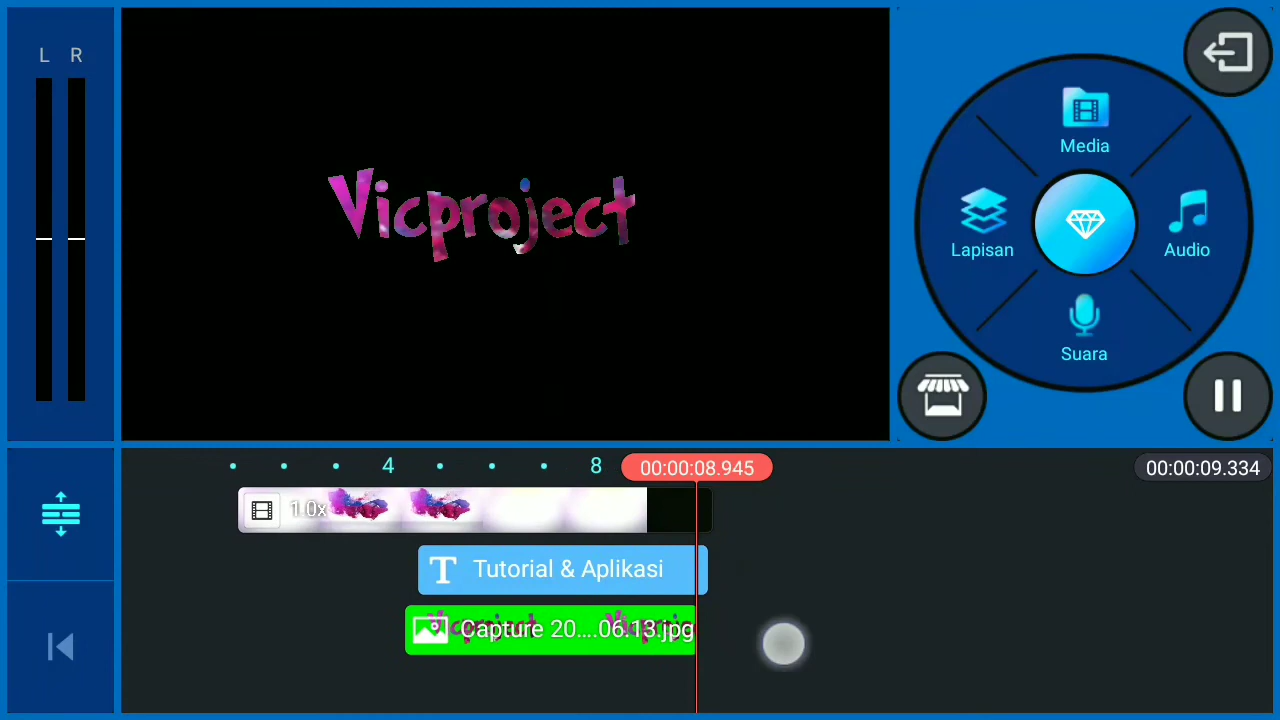 L R
Vicproject
Media
Lapisan
Audio
Suara
4
8
00:00:08.945
00:00:09.334
1.0x
T Tutorial & Aplikasi
Capture 20....06.13.jpg